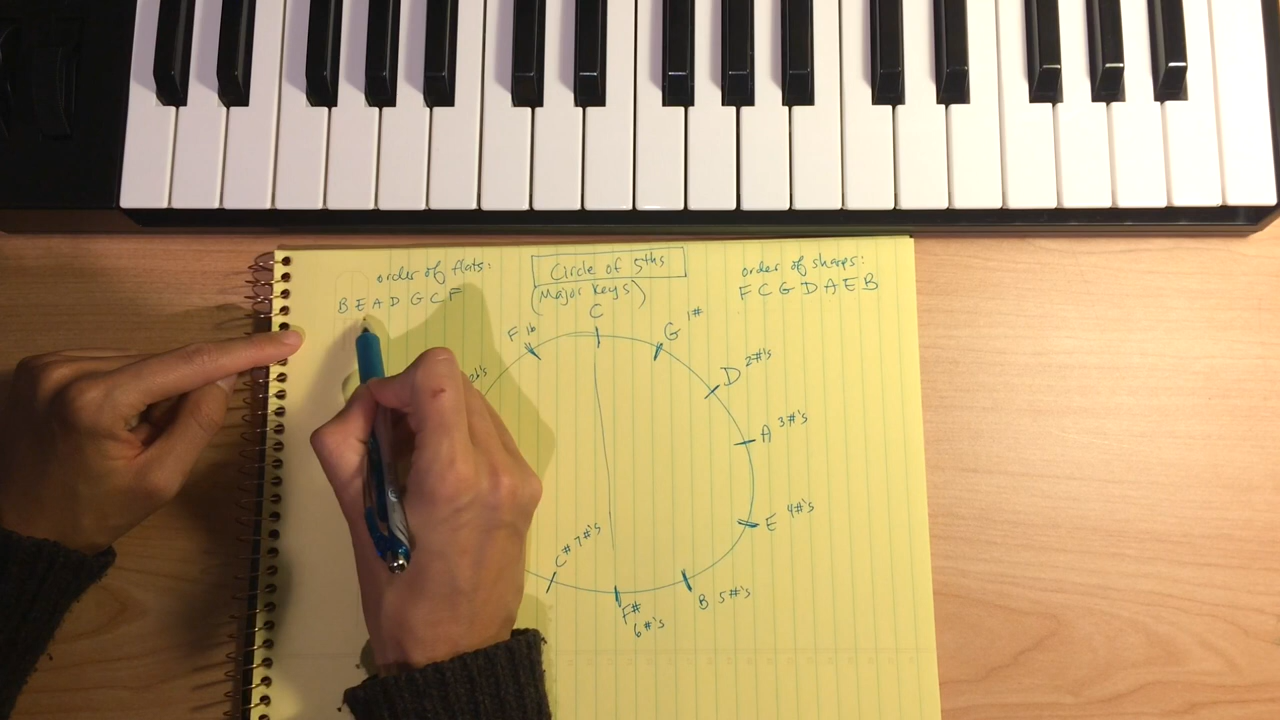 order of flats:
B E A D G C F
Circle of 5ths
(Major Keys)
order of sharps:
F C G D A E B
C
G 1#
D 2#'s
A 3#'s
E 4#'s
B 5#'s
F#
6#'s
C# 7#'s
2b's
F 1b